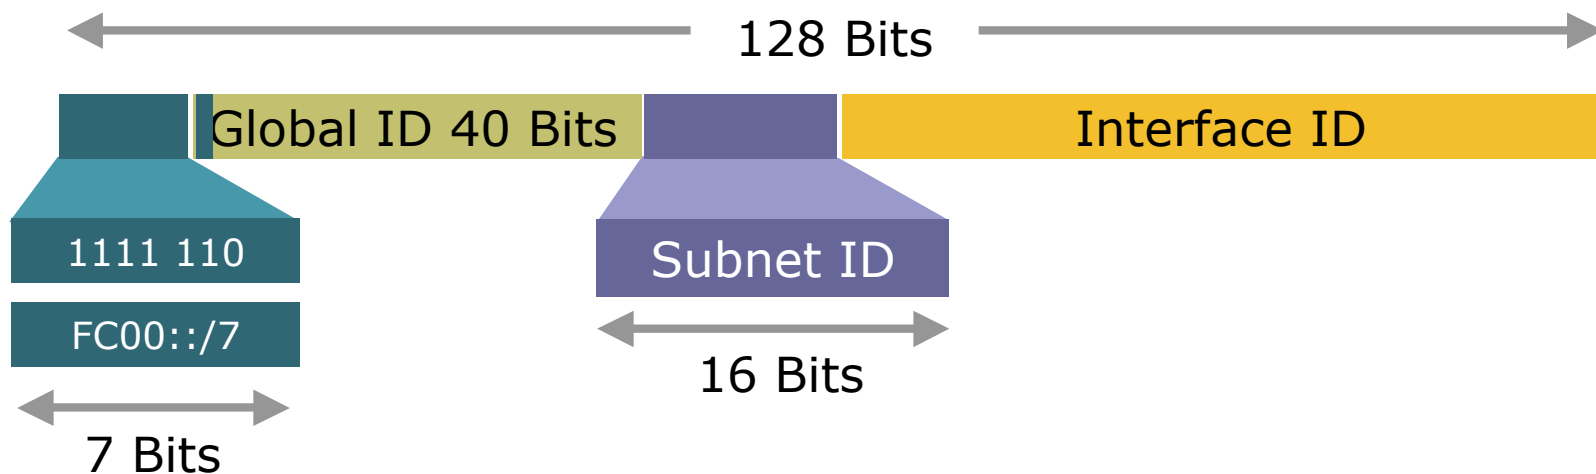 128 Bits
Global ID 40 Bits
Interface ID
1111 110
Subnet ID
FC00::/7
16 Bits
7 Bits